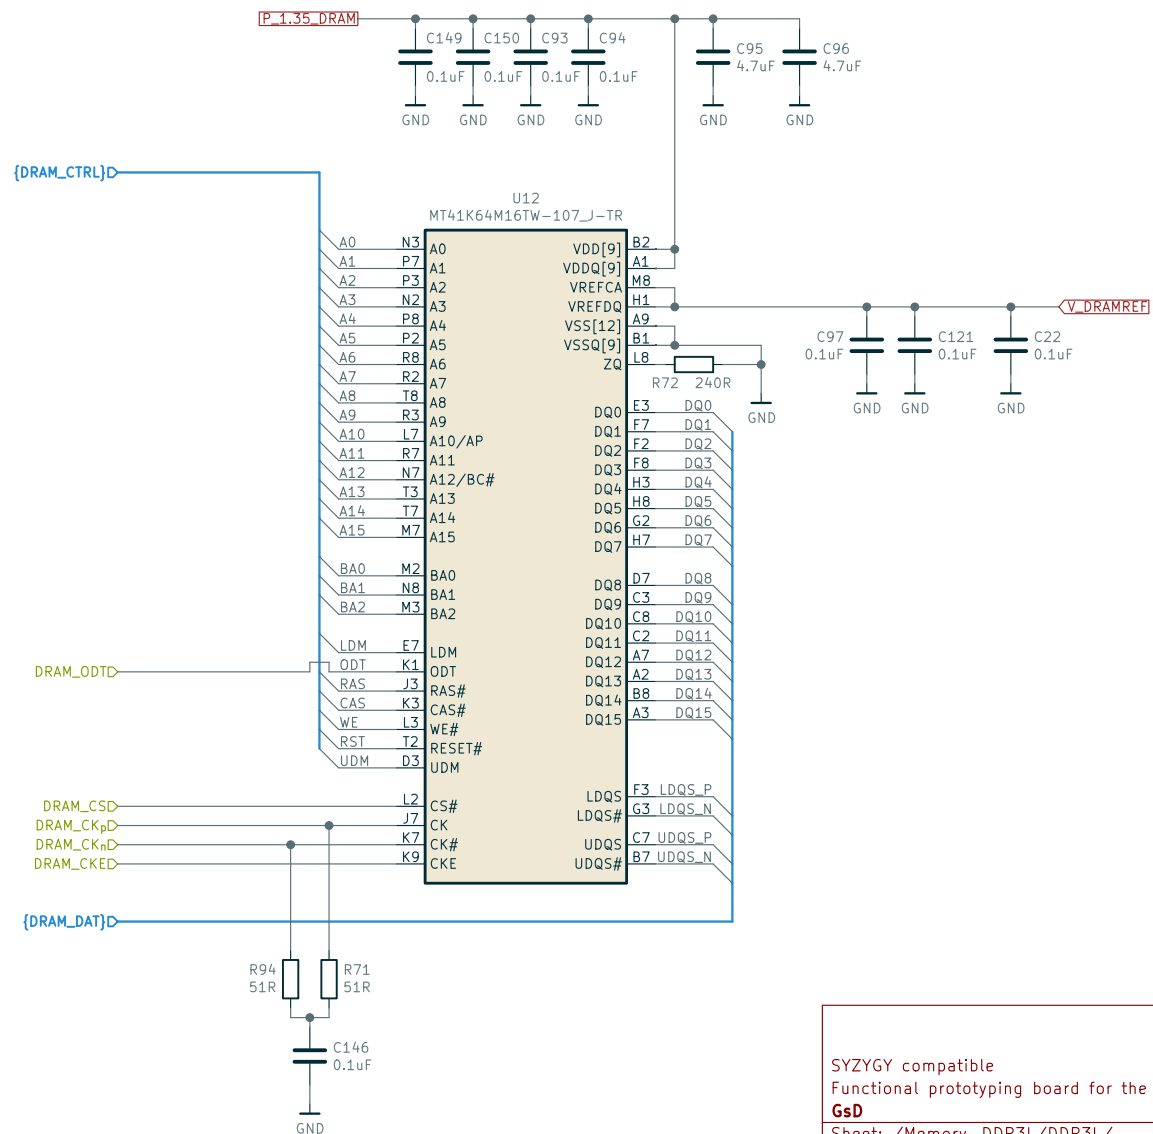 P_1.35_DRAM
C149
0.1uF
C150
0.1uF
C93
0.1uF
C94
0.1uF
C95
4.7uF
C96
4.7uF
GND
GND
GND
GND
GND
GND
{DRAM_CTRL}
U12
MT41K64M16TW-107_J-TR
A0 N3 A0
A1 P7 A1
A2 P3 A2
A3 N2 A3
A4 P8 A4
A5 P2 A5
A6 R8 A6
A7 R2 A7
A8 T8 A8
A9 R3 A9
A10 L7 A10/AP
A11 R7 A11
A12 N7 A12/BC#
A13 T3 A13
A14 T7 A14
A15 M7 A15
BA0 M2 BA0
BA1 N8 BA1
BA2 M3 BA2
LDM E7 LDM
DRAM_ODT ODT K1 ODT
RAS J3 RAS#
CAS K3 CAS#
WE L3 WE#
RST T2 RESET#
UDM D3 UDM
DRAM_CS L2 CS#
DRAM_CKp J7 CK
DRAM_CKn K7 CK#
DRAM_CKE K9 CKE
{DRAM_DAT}
VDD[9] B2
VDDQ[9] A1
VREFCA M8
VREFDQ H1
VSS[12] A9
VSSQ[9] B1
ZQ L8
R72 240R
GND
V_DRAMREF
C97
0.1uF
C121
0.1uF
C22
0.1uF
GND
GND
GND
DQ0 E3 DQ0
DQ1 F7 DQ1
DQ2 F2 DQ2
DQ3 F8 DQ3
DQ4 H3 DQ4
DQ5 H8 DQ5
DQ6 G2 DQ6
DQ7 H7 DQ7
DQ8 D7 DQ8
DQ9 C3 DQ9
DQ10 C8 DQ10
DQ11 C2 DQ11
DQ12 A7 DQ12
DQ13 A2 DQ13
DQ14 B8 DQ14
DQ15 A3 DQ15
LDQS F3 LDQS_P
LDQS# G3 LDQS_N
UDQS C7 UDQS_P
UDQS# B7 UDQS_N
R94
51R
R71
51R
C146
0.1uF
GND
SYZYGY compatible
Functional prototyping board for the
GsD
Sheet: /Memory, DDR3L/DDR3L/